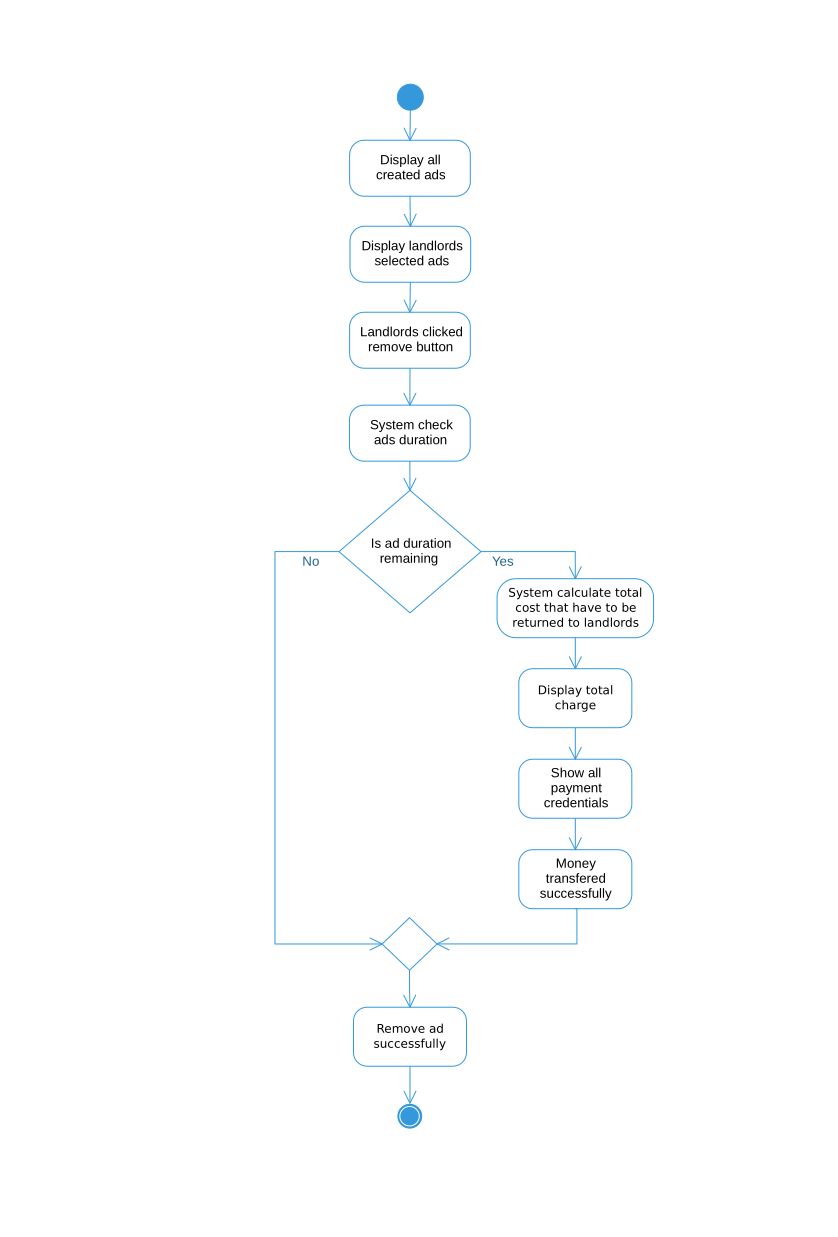 Display all
created ads
Display landlords
selected ads
Landlords clicked
remove button
System check
ads duration
Is ad duration
remaining
No
Yes
System calculate total
cost that have to be
returned to landlords
Display total
charge
Show all
payment
credentials
Money
transfered
successfully
Remove ad
successfully